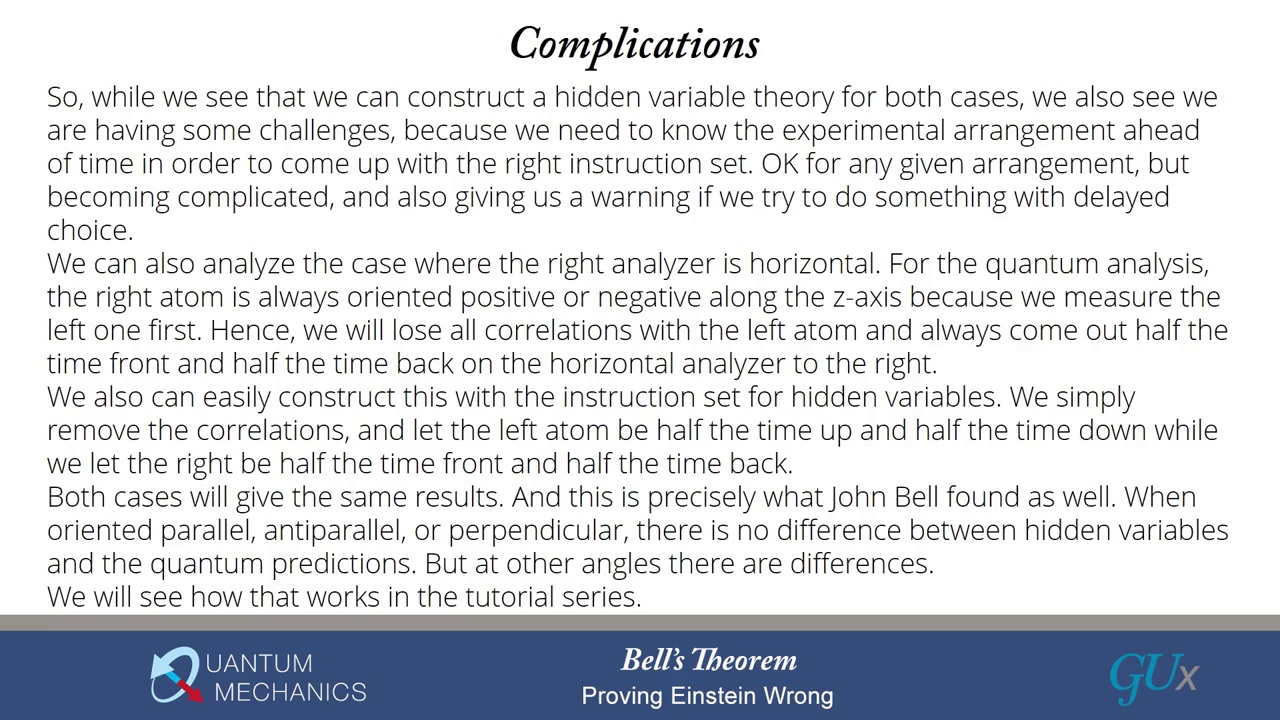 Complications
So, while we see that we can construct a hidden variable theory for both cases, we also see we
are having some challenges, because we need to know the experimental arrangement ahead
of time in order to come up with the right instruction set. OK for any given arrangement, but
becoming complicated, and also giving us a warning if we try to do something with delayed
choice.
We can also analyze the case where the right analyzer is horizontal. For the quantum analysis,
the right atom is always oriented positive or negative along the z-axis because we measure the
left one first. Hence, we will lose all correlations with the left atom and always come out half the
time front and half the time back on the horizontal analyzer to the right.
We also can easily construct this with the instruction set for hidden variables. We simply
remove the correlations, and let the left atom be half the time up and half the time down while
we let the right be half the time front and half the time back.
Both cases will give the same results. And this is precisely what John Bell found as well. When
oriented parallel, antiparallel, or perpendicular, there is no difference between hidden variables
and the quantum predictions. But at other angles there are differences.
We will see how that works in the tutorial series.
QUANTUM
MECHANICS
Bell's Theorem
Proving Einstein Wrong
GUx